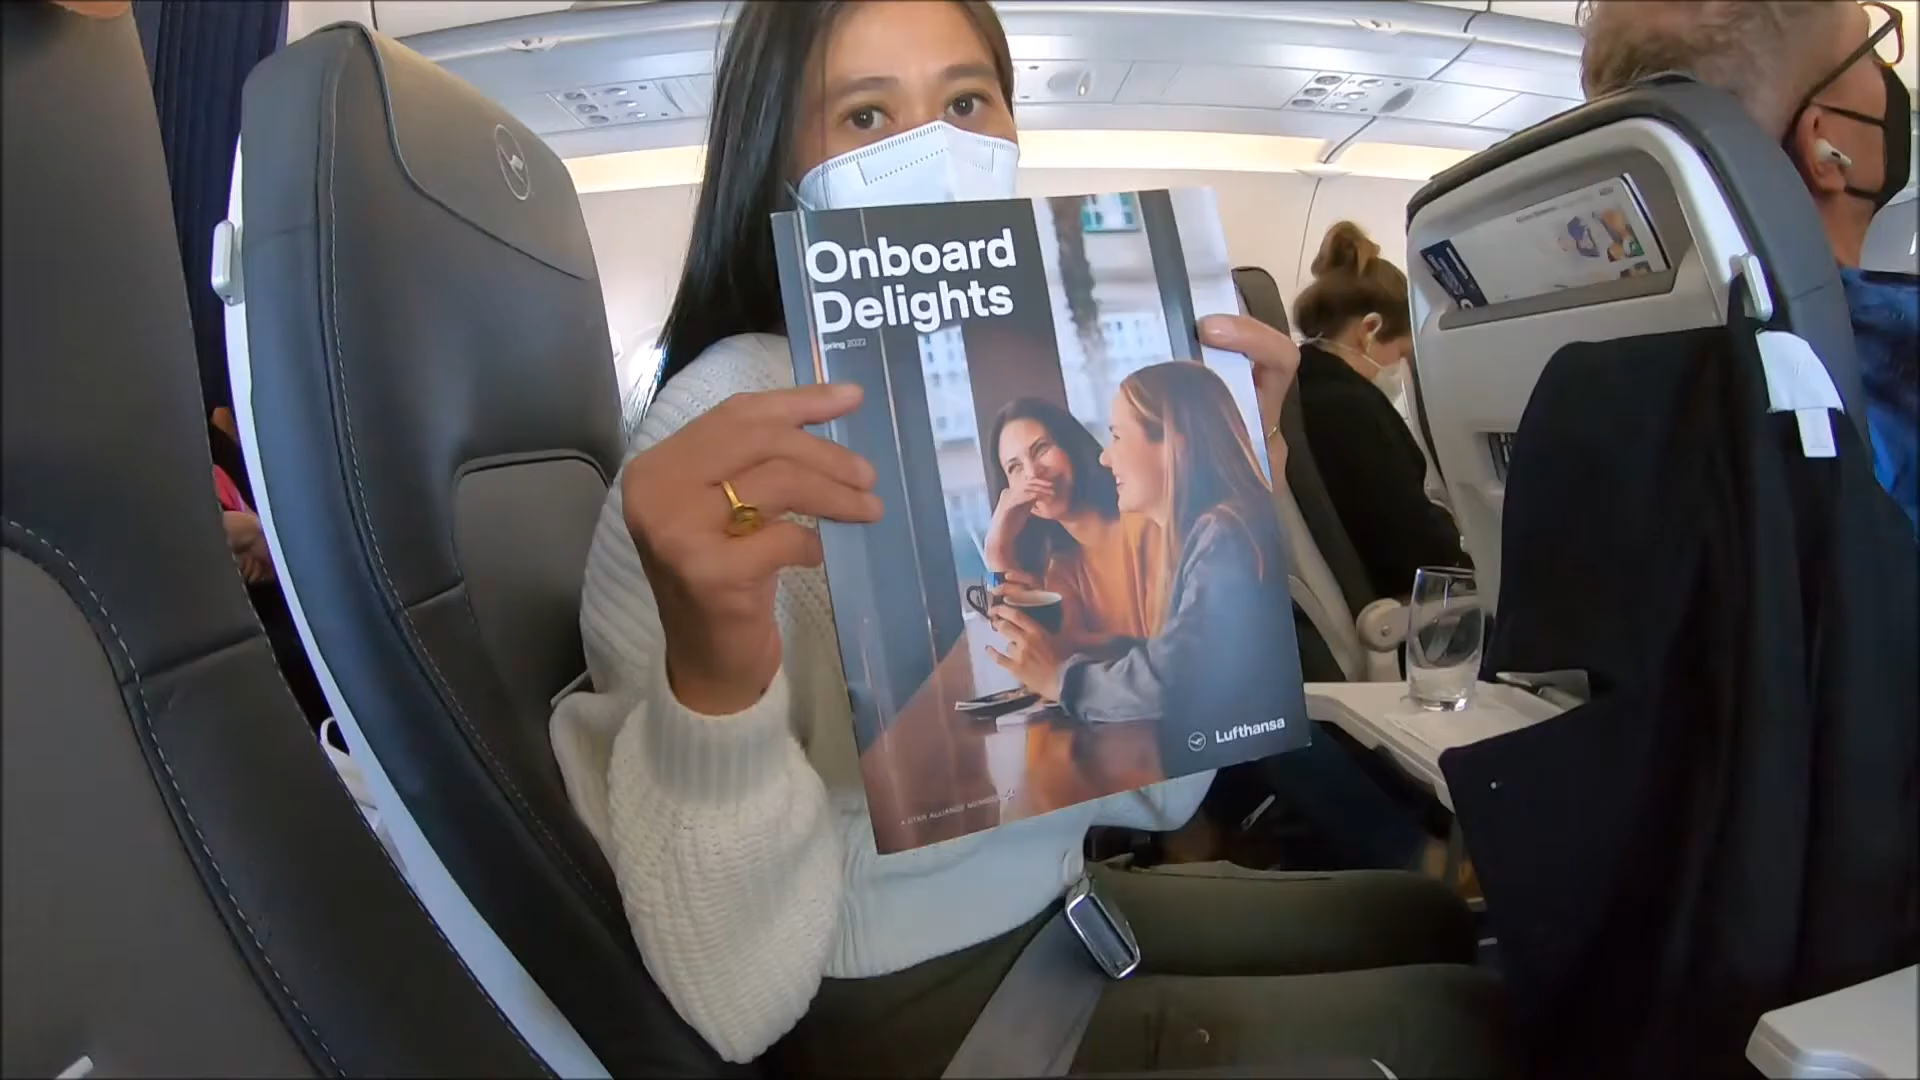 Onboard
Delights
Spring 2022
Lufthansa
A STAR ALLIANCE MEMBER